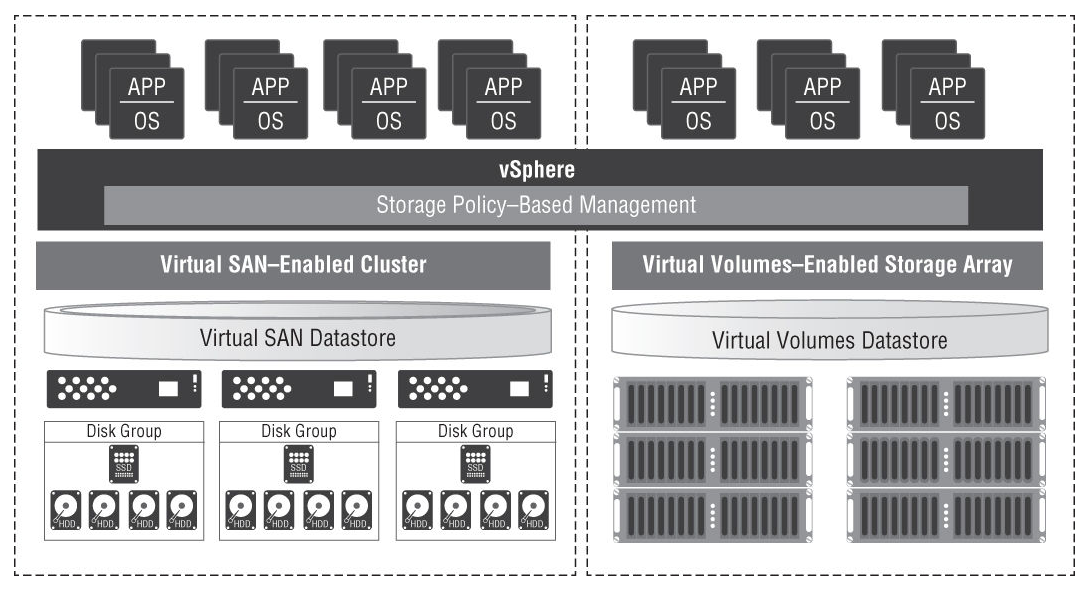 APP
OS
APP
OS
APP
OS
APP
OS
APP
OS
APP
OS
APP
OS
vSphere
Storage Policy–Based Management
Virtual SAN–Enabled Cluster
Virtual Volumes–Enabled Storage Array
Virtual SAN Datastore
Virtual Volumes Datastore
Disk Group
Disk Group
Disk Group
SSD
SSD
SSD
HDD
HDD
HDD
HDD
HDD
HDD
HDD
HDD
HDD
HDD
HDD
HDD